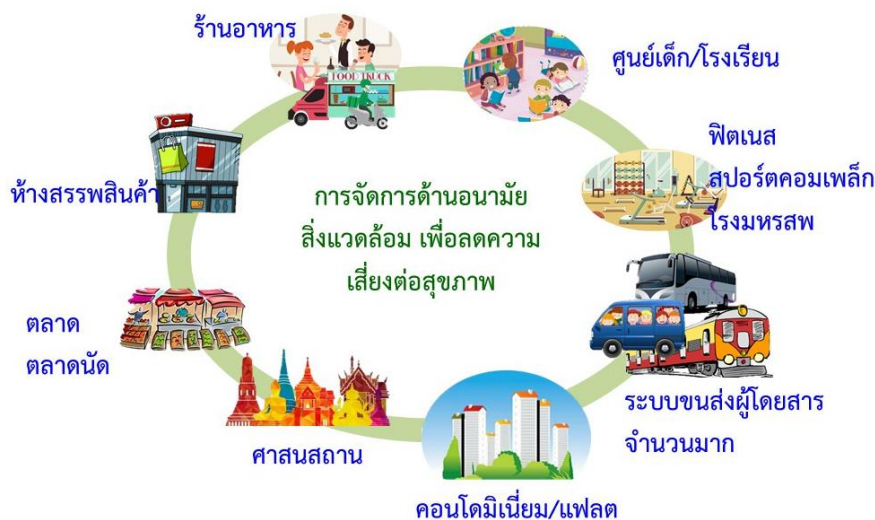 ร้านอาหาร
FOOD TRUCK
ศูนย์เด็ก/โรงเรียน
ฟิตเนส
สปอร์ตคอมเพล็ก
โรงมหรสพ
ห้างสรรพสินค้า
การจัดการด้านอนามัย
สิ่งแวดล้อม เพื่อลดความ
เสี่ยงต่อสุขภาพ
ตลาด
ตลาดนัด
ระบบขนส่งผู้โดยสาร
จำนวนมาก
ศาสนสถาน
คอนโดมิเนี่ยม/แฟลต